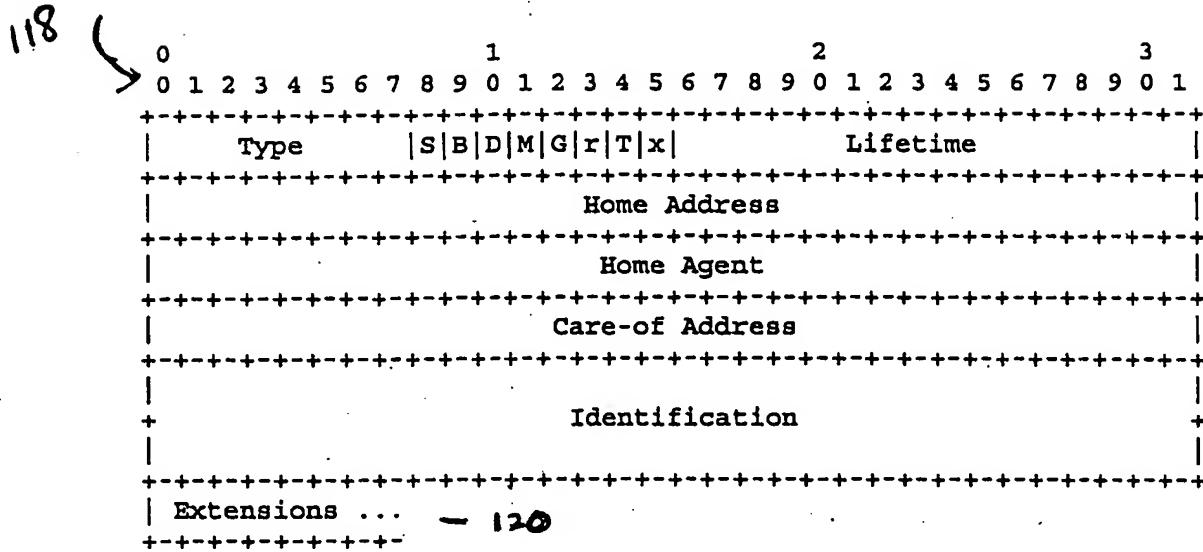 118
0 1 2 3
0 1 2 3 4 5 6 7 8 9 0 1 2 3 4 5 6 7 8 9 0 1 2 3 4 5 6 7 8 9 0 1
+-+-+-+-+-+-+-+-+-+-+-+-+-+-+-+-+-+-+-+-+-+-+-+-+-+-+-+-+-+-+-+-+
| Type |S|B|D|M|G|r|T|x| Lifetime |
+-+-+-+-+-+-+-+-+-+-+-+-+-+-+-+-+-+-+-+-+-+-+-+-+-+-+-+-+-+-+-+-+
| Home Address |
+-+-+-+-+-+-+-+-+-+-+-+-+-+-+-+-+-+-+-+-+-+-+-+-+-+-+-+-+-+-+-+-+
| Home Agent |
+-+-+-+-+-+-+-+-+-+-+-+-+-+-+-+-+-+-+-+-+-+-+-+-+-+-+-+-+-+-+-+-+
| Care-of Address |
+-+-+-+-+-+-+-+-+-+-+-+-+-+-+-+-+-+-+-+-+-+-+-+-+-+-+-+-+-+-+-+-+
| |
+ Identification +
| |
+-+-+-+-+-+-+-+-+-+-+-+-+-+-+-+-+-+-+-+-+-+-+-+-+-+-+-+-+-+-+-+-+
| Extensions ... — 120
+-+-+-+-+-+-+-+-